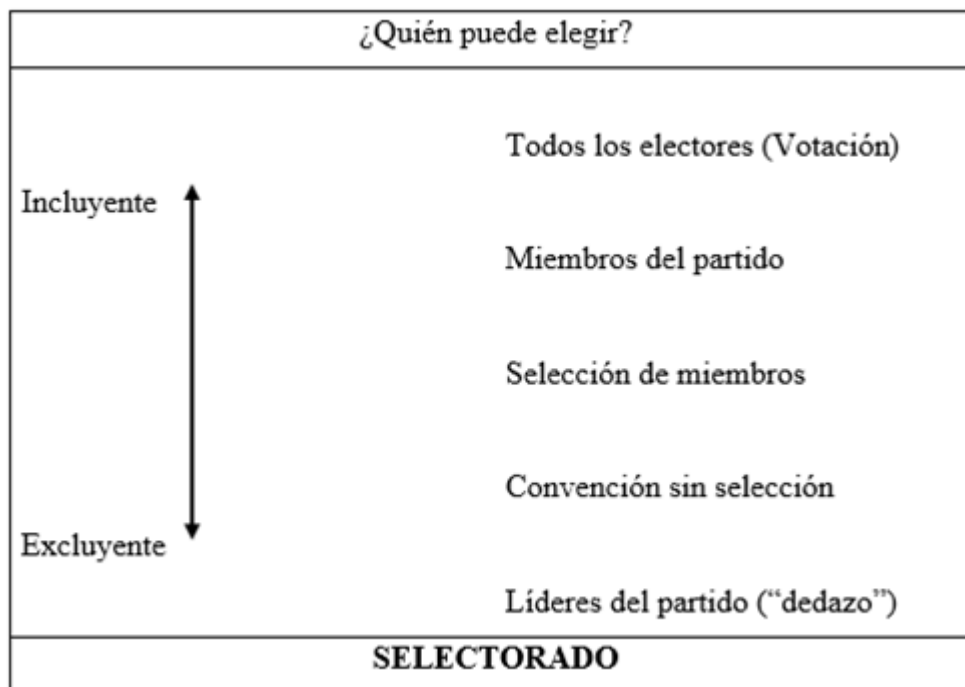 ¿Quién puede elegir?
Todos los electores (Votación)
Incluyente
Miembros del partido
Selección de miembros
Convención sin selección
Excluyente
Líderes del partido (“dedazo”)
SELECTORADO